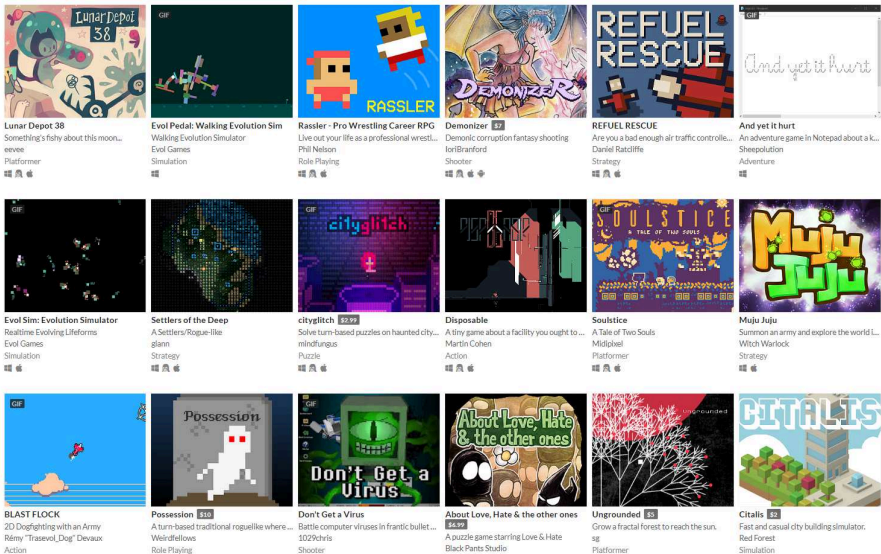 Lunar Depot 38
GIF
RASSLER
DEMONIZER
REFUEL RESCUE
GIF
And yet it hurt
Lunar Depot 38
Something's fishy about this moon...
eevee
Platformer
Evol Pedal: Walking Evolution Sim
Walking Evolution Simulator
Evol Games
Simulation
Rassler - Pro Wrestling Career RPG
Live out your life as a professional wrestl...
Phil Nelson
Role Playing
Demonizer $7
Demonic corruption fantasy shooting
IoriBranford
Shooter
REFUEL RESCUE
Are you a bad enough air traffic controlle...
Daniel Ratcliffe
Strategy
And yet it hurt
An adventure game in Notepad about a k...
Sheepolution
Adventure
GIF
GIF
GIF
cityglitch
GIF
SOULSTICE
A TALE OF TWO SOULS
Muju
Juju
Evol Sim: Evolution Simulator
Realtime Evolving Lifeforms
Evol Games
Simulation
Settlers of the Deep
A Settlers/Rogue-like
glann
Strategy
cityglitch $2.99
Solve turn-based puzzles on haunted city...
mindfungus
Puzzle
Disposable
A tiny game about a facility you ought to ...
Martin Cohen
Action
Soulstice
A Tale of Two Souls
Midipixel
Platformer
Muju Juju
Summon an army and explore the world i...
Witch Warlock
Strategy
GIF
Possession
GIF
Don't Get a
Virus
About Love, Hate
& the other ones
ungrounded
CITALIS
BLAST FLOCK
2D Dogfighting with an Army
Rémy "Trasevol_Dog" Devaux
Action
Possession $10
A turn-based traditional roguelike where ...
Weirdfellows
Role Playing
Don't Get a Virus
Battle computer viruses in frantic bullet ...
1029chris
Shooter
About Love, Hate & the other ones
$4.99
A puzzle game starring Love & Hate
Black Pants Studio
Ungrounded $5
Grow a fractal forest to reach the sun.
sg
Platformer
Citalis $2
Fast and casual city building simulator.
Red Forest
Simulation